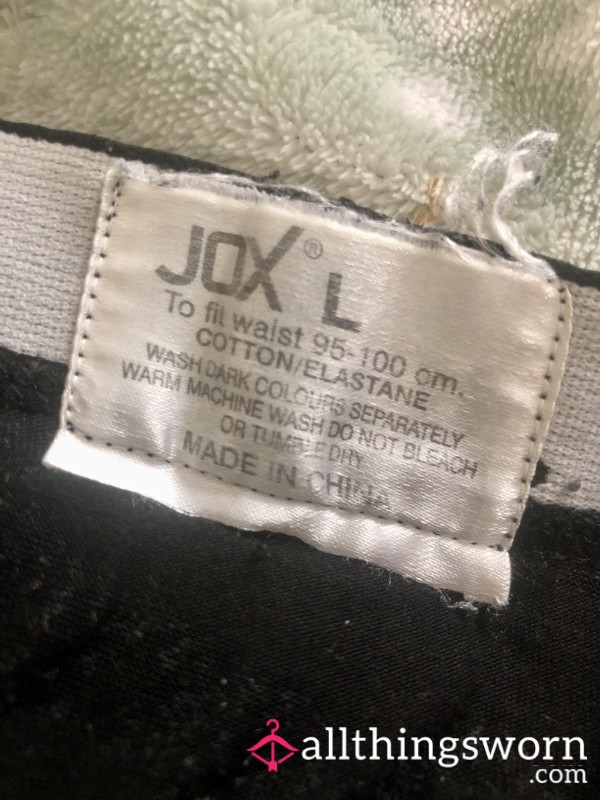 JOX® L
To fit waist 95-100 cm.
COTTON/ELASTANE
WASH DARK COLOURS SEPARATELY
WARM MACHINE WASH DO NOT BLEACH
OR TUMBLE DRY
MADE IN CHINA
allthingsworn
.com